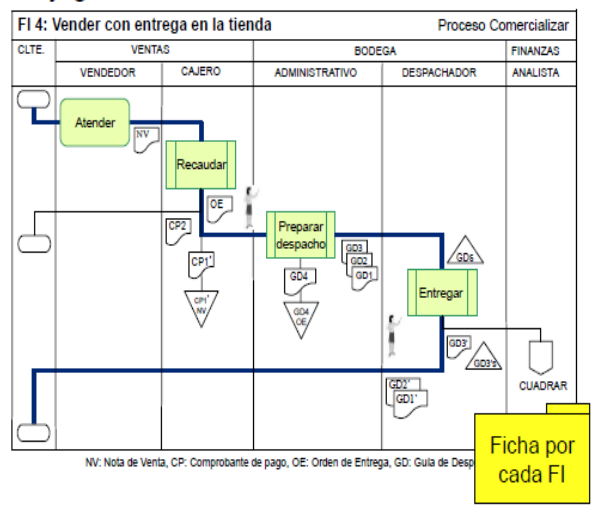 FI 4: Vender con entrega en la tienda
Proceso Comercializar
CLTE.
VENTAS
BODEGA
FINANZAS
VENDEDOR
CAJERO
ADMINISTRATIVO
DESPACHADOR
ANALISTA
Atender
NV
Recaudar
OE
CP2
CP1'
CP1'
NV
Preparar
despacho
GD3
GD2
GD1
GD4
GD4
OE
GDs
Entregar
GD3'
GD3's
CUADRAR
GD2'
GD1'
NV: Nota de Venta, CP: Comprobante de pago, OE: Orden de Entrega, GD: Guía de Desp
Ficha por
cada FI